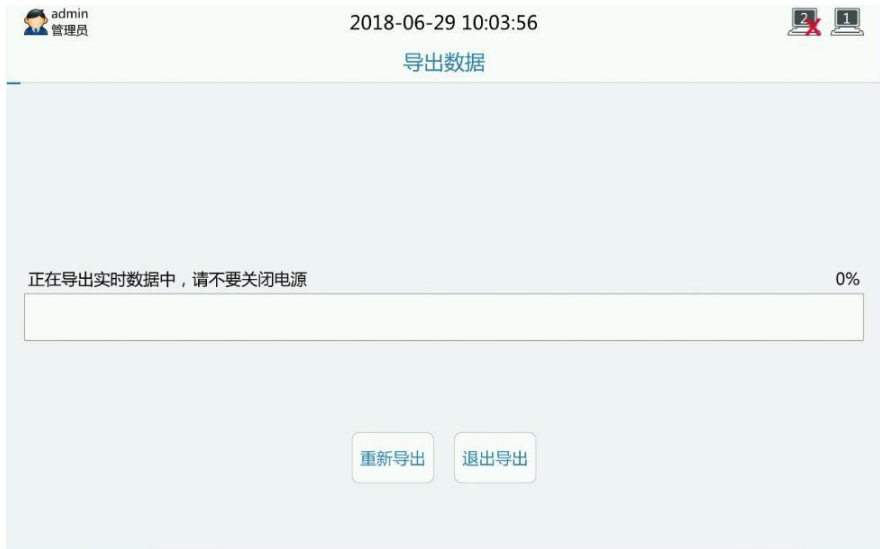 admin
管理员
2018-06-29 10:03:56
2
1
导出数据
正在导出实时数据中，请不要关闭电源
0%
重新导出
退出导出